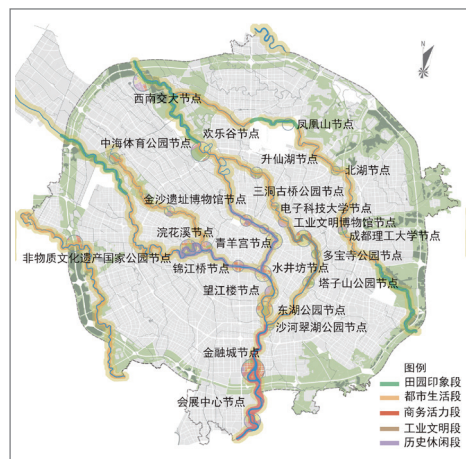 N
西南交大节点
凤凰山节点
欢乐谷节点
中海体育公园节点
升仙湖节点
北湖节点
三洞古桥公园节点
金沙遗址博物馆节点
电子科技大学节点
工业文明博物馆节点
浣花溪节点
青羊宫节点
成都理工大学节点
非物质文化遗产国家公园节点
多宝寺公园节点
锦江桥节点
水井坊节点
塔子山公园节点
望江楼节点
东湖公园节点
沙河翠湖公园节点
金融城节点
会展中心节点
图例
田园印象段
都市生活段
商务活力段
工业文明段
历史休闲段